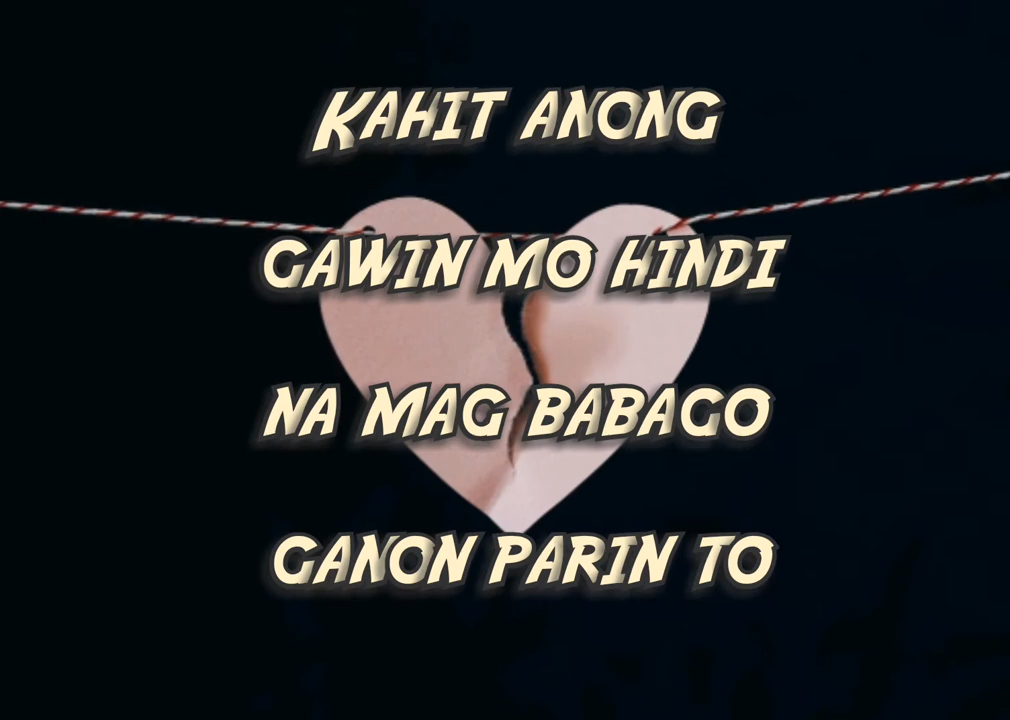 KAHIT ANONG
GAWIN MO HINDI
NA MAG BABAGO
GANON PARIN TO